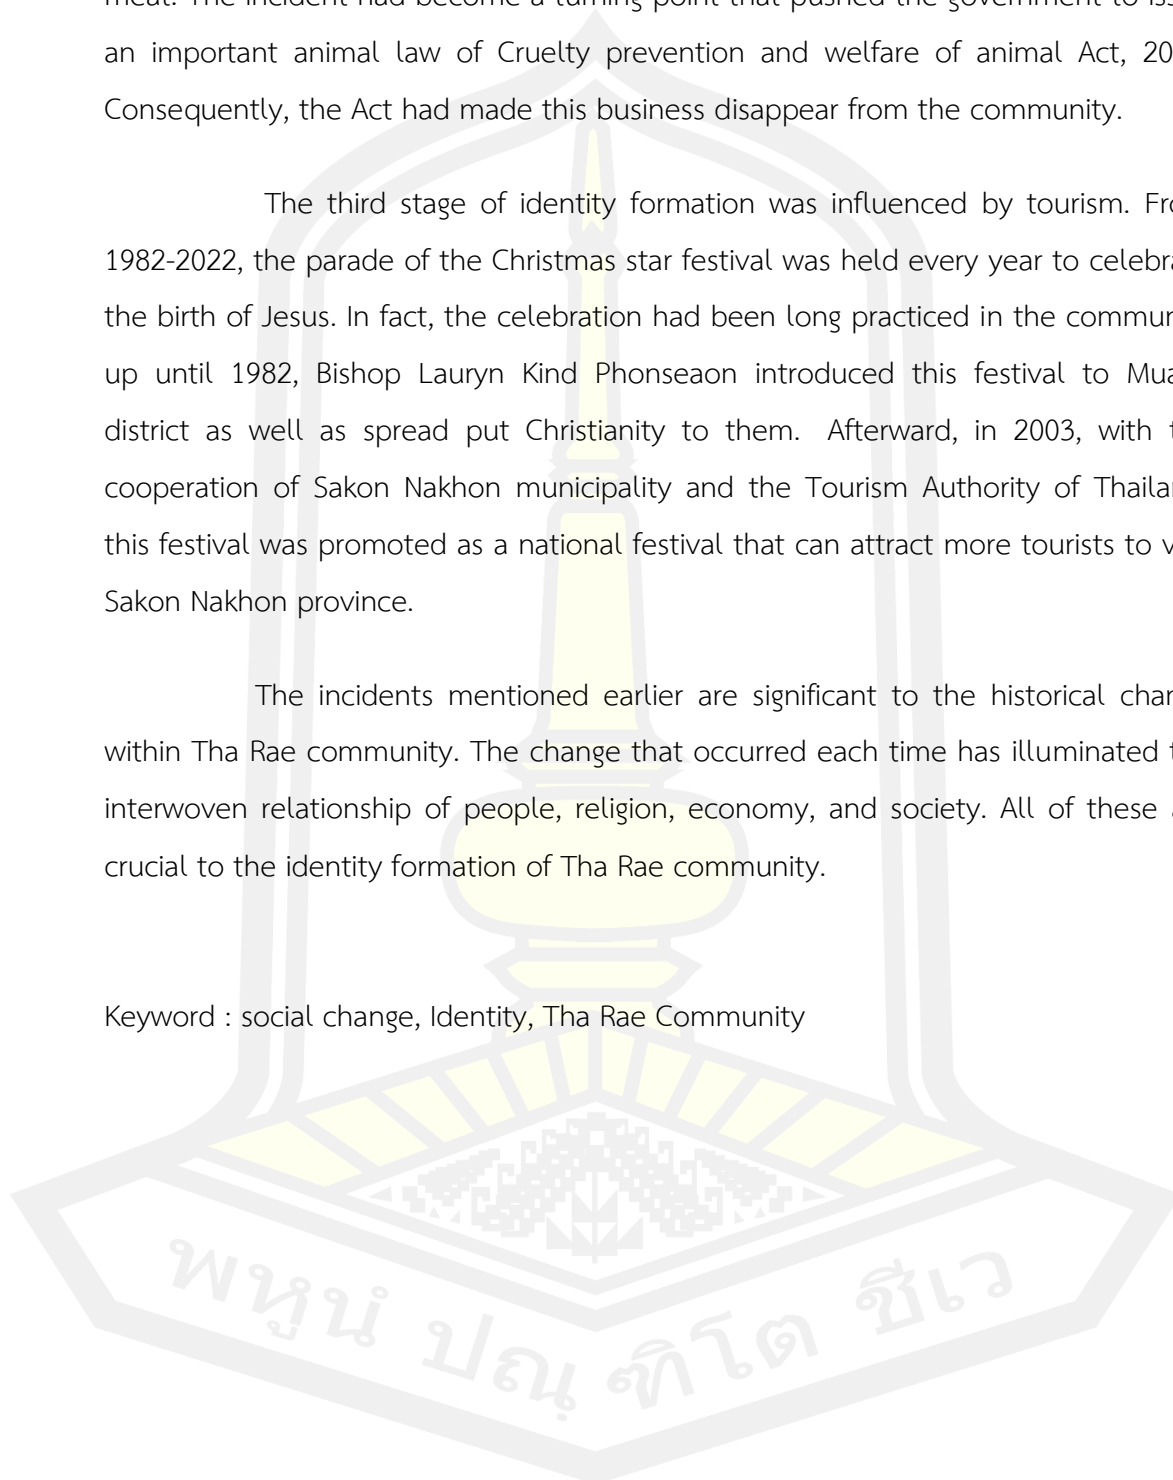 meat. The incident had become a turning point that pushed the government to
an important animal law of Cruelty prevention and welfare of animal Act,
Consequently, the Act had made this business disappear from the community.
The third stage of identity formation was influenced by tourism.
1982-2022, the parade of the Christmas star festival was held every year to
the birth of Jesus. In fact, the celebration had been long practiced in the
up until 1982, Bishop Lauryn Kind Phonseaon introduced this festival to
district as well as spread put Christianity to them. Afterward, in 2003, with
cooperation of Sakon Nakhon municipality and the Tourism Authority of
this festival was promoted as a national festival that can attract more tourists to
Sakon Nakhon province.
The incidents mentioned earlier are significant to the historical
within Tha Rae community. The change that occurred each time has illuminated
interwoven relationship of people, religion, economy, and society. All of these
crucial to the identity formation of Tha Rae community.
Keyword : social change, Identity, Tha Rae Community
พหูนํ ปณฺฑิโต ชีเว